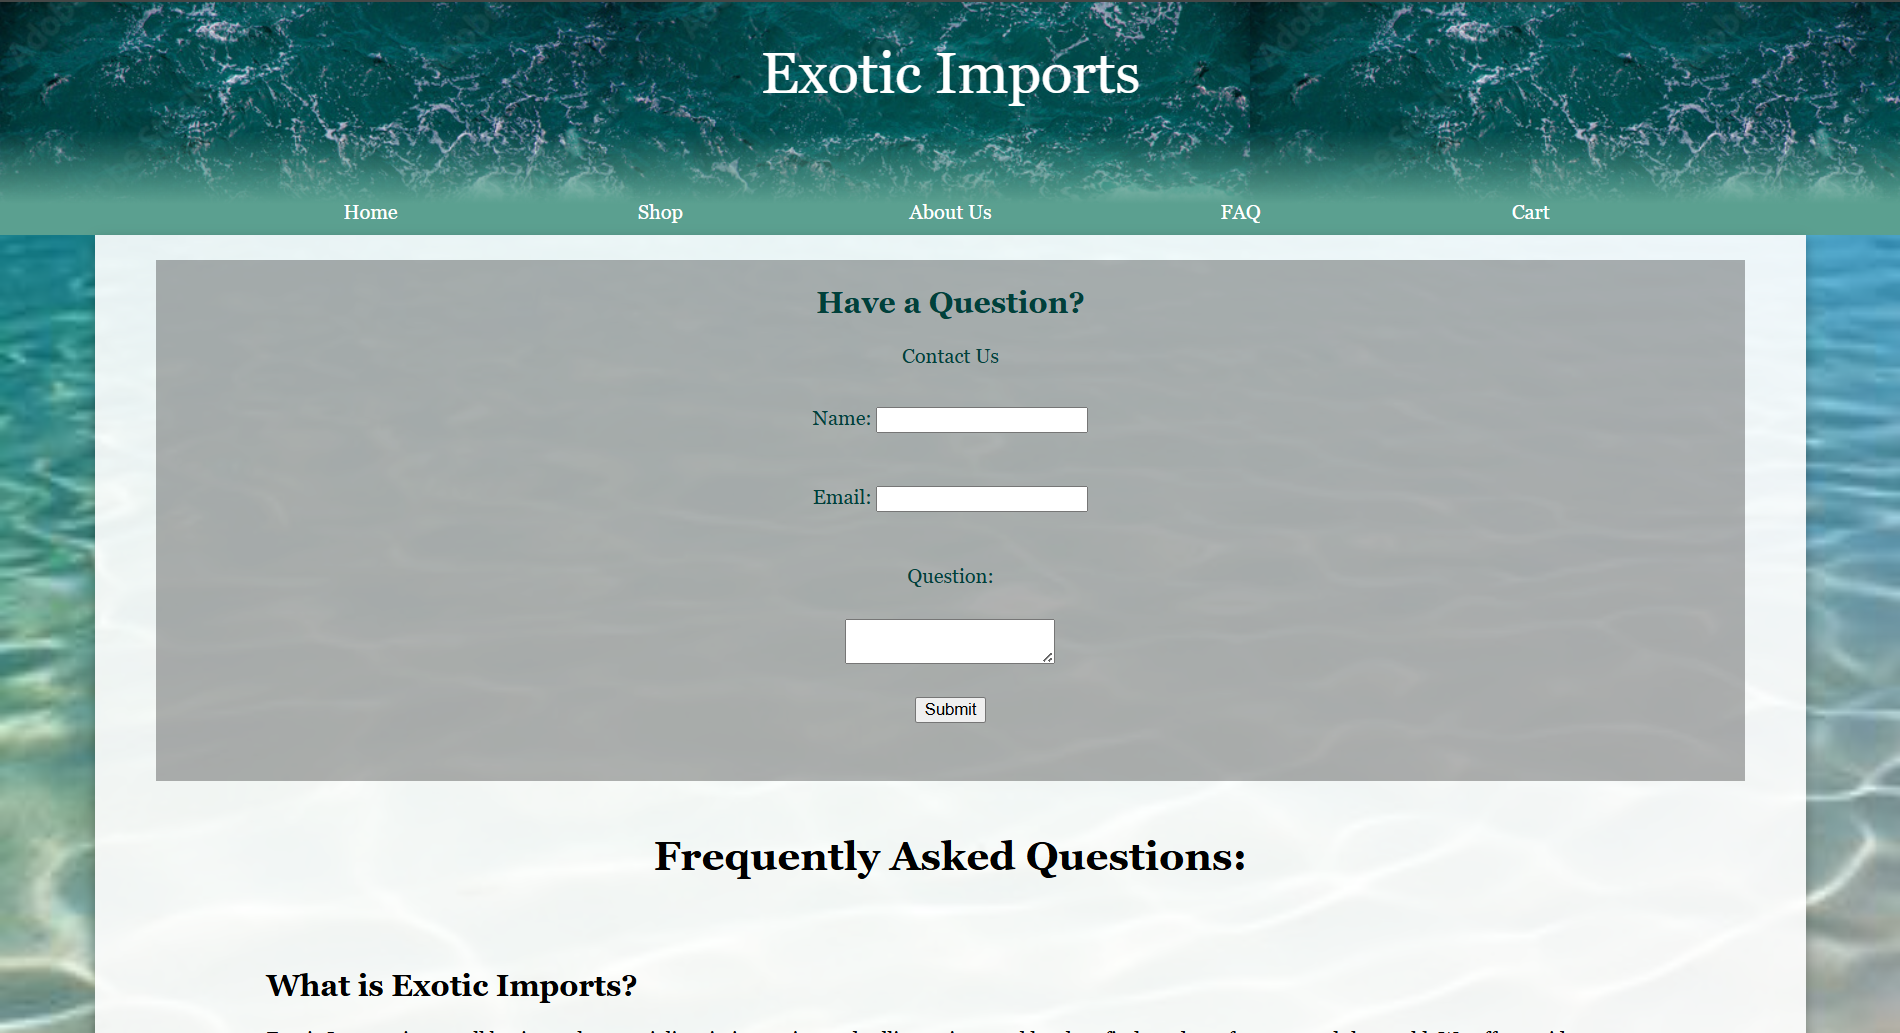 Exotic Imports
Home Shop About Us FAQ Cart
Have a Question?
Contact Us
Name:
Email:
Question:
Submit
Frequently Asked Questions:
What is Exotic Imports?